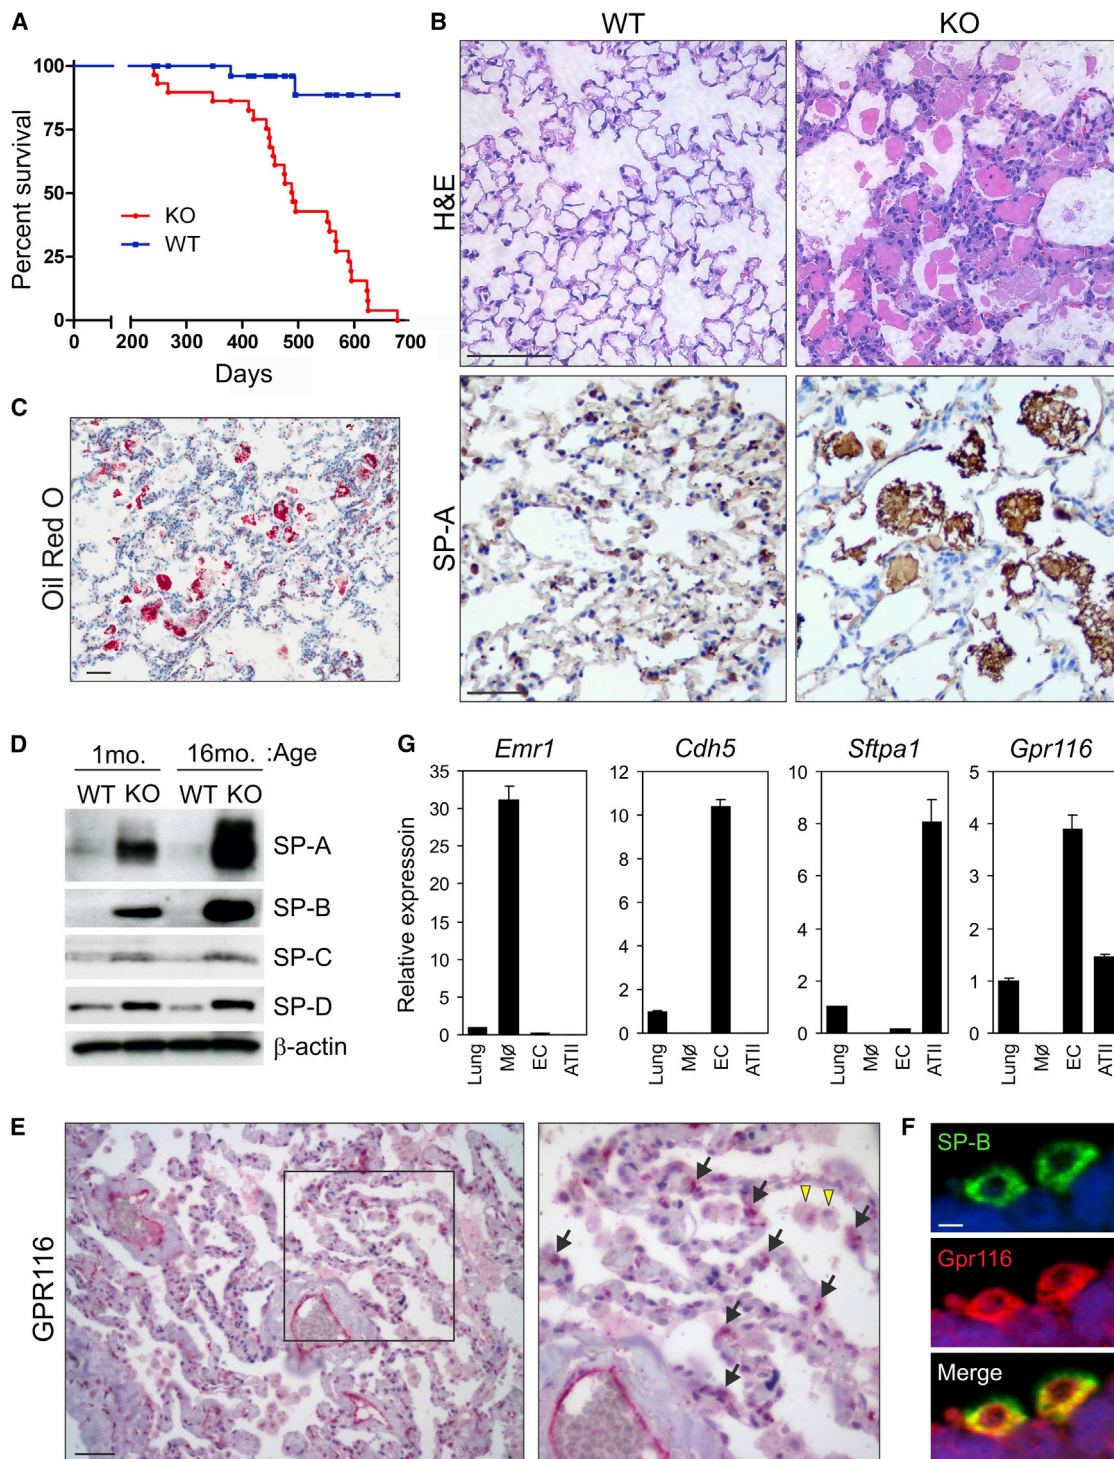 A
Percent survival
100
75
50
25
0
KO
WT
0 200 300 400 500 600 700
Days
B
WT KO
H&E
SP-A
C
Oil Red O
D
1mo. 16mo. :Age
WT KO WT KO
SP-A
SP-B
SP-C
SP-D
β-actin
G
Emr1 Cdh5 Sftpa1 Gpr116
Relative expressoin
35
30
25
20
15
10
5
0
Lung Mø EC ATII
12
10
8
6
4
2
0
Lung Mø EC ATII
10
8
6
4
2
0
Lung Mø EC ATII
5
4
3
2
1
0
Lung Mø EC ATII
E
GPR116
F
SP-B
Gpr116
Merge